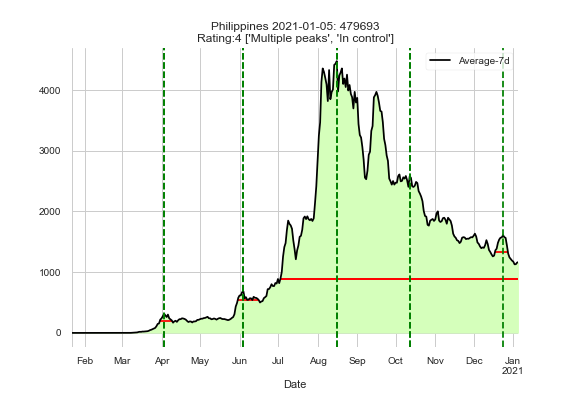 Philippines 2021-01-05: 479693
Rating:4 ['Multiple peaks', 'In control']
Average-7d
4000
3000
2000
1000
0
Feb Mar Apr May Jun Jul Aug Sep Oct Nov Dec Jan
2021
Date